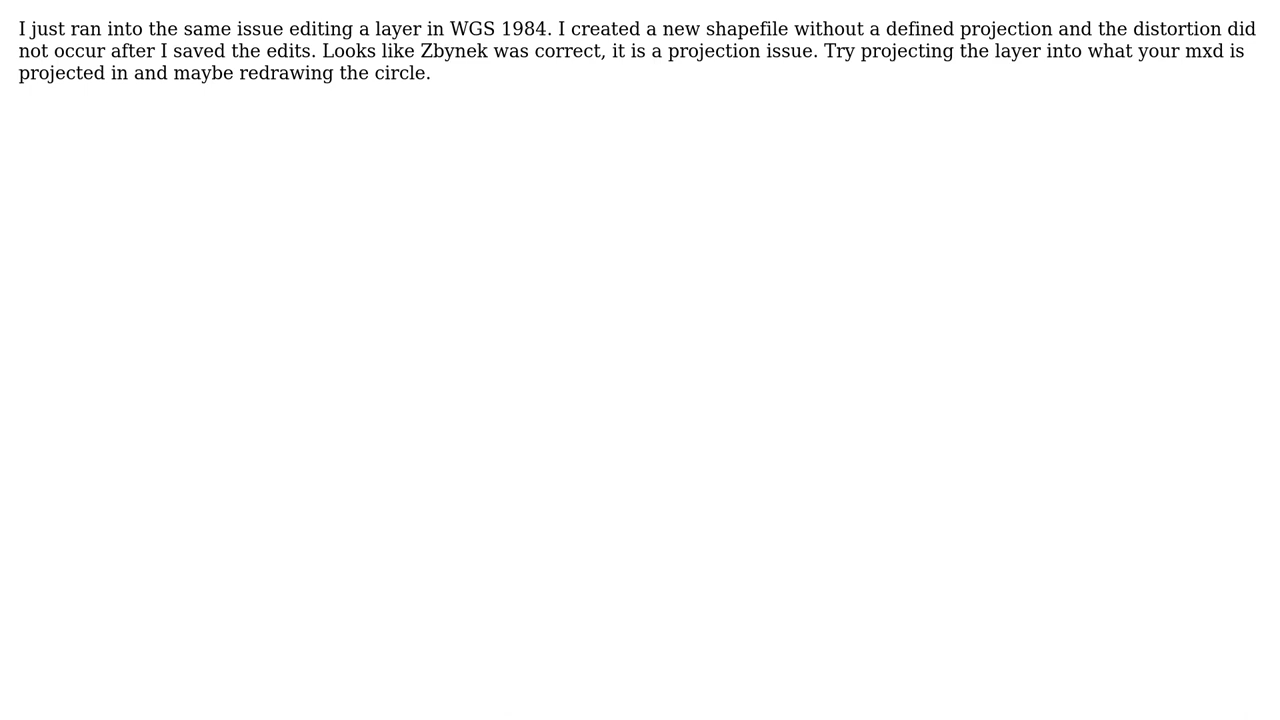 I just ran into the same issue editing a layer in WGS 1984. I created a new shapefile without a defined projection and the distortion did
not occur after I saved the edits. Looks like Zbynek was correct, it is a projection issue. Try projecting the layer into what your mxd is
projected in and maybe redrawing the circle.